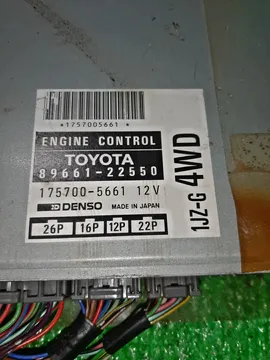 *1757005661*
ENGINE CONTROL
TOYOTA
89661-22550
175700-5661 12V
DENSO MADE IN JAPAN
26P 16P 12P 22P
1JZ-G 4WD